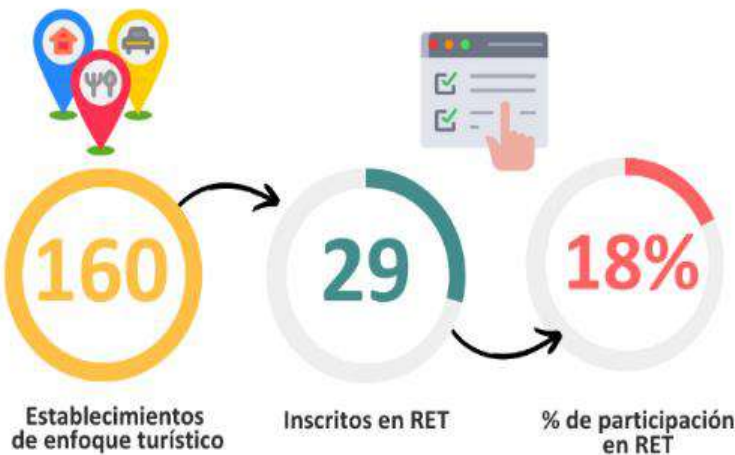 160
29
18%
Establecimientos
de enfoque turístico
Inscritos en RET
% de participación
en RET